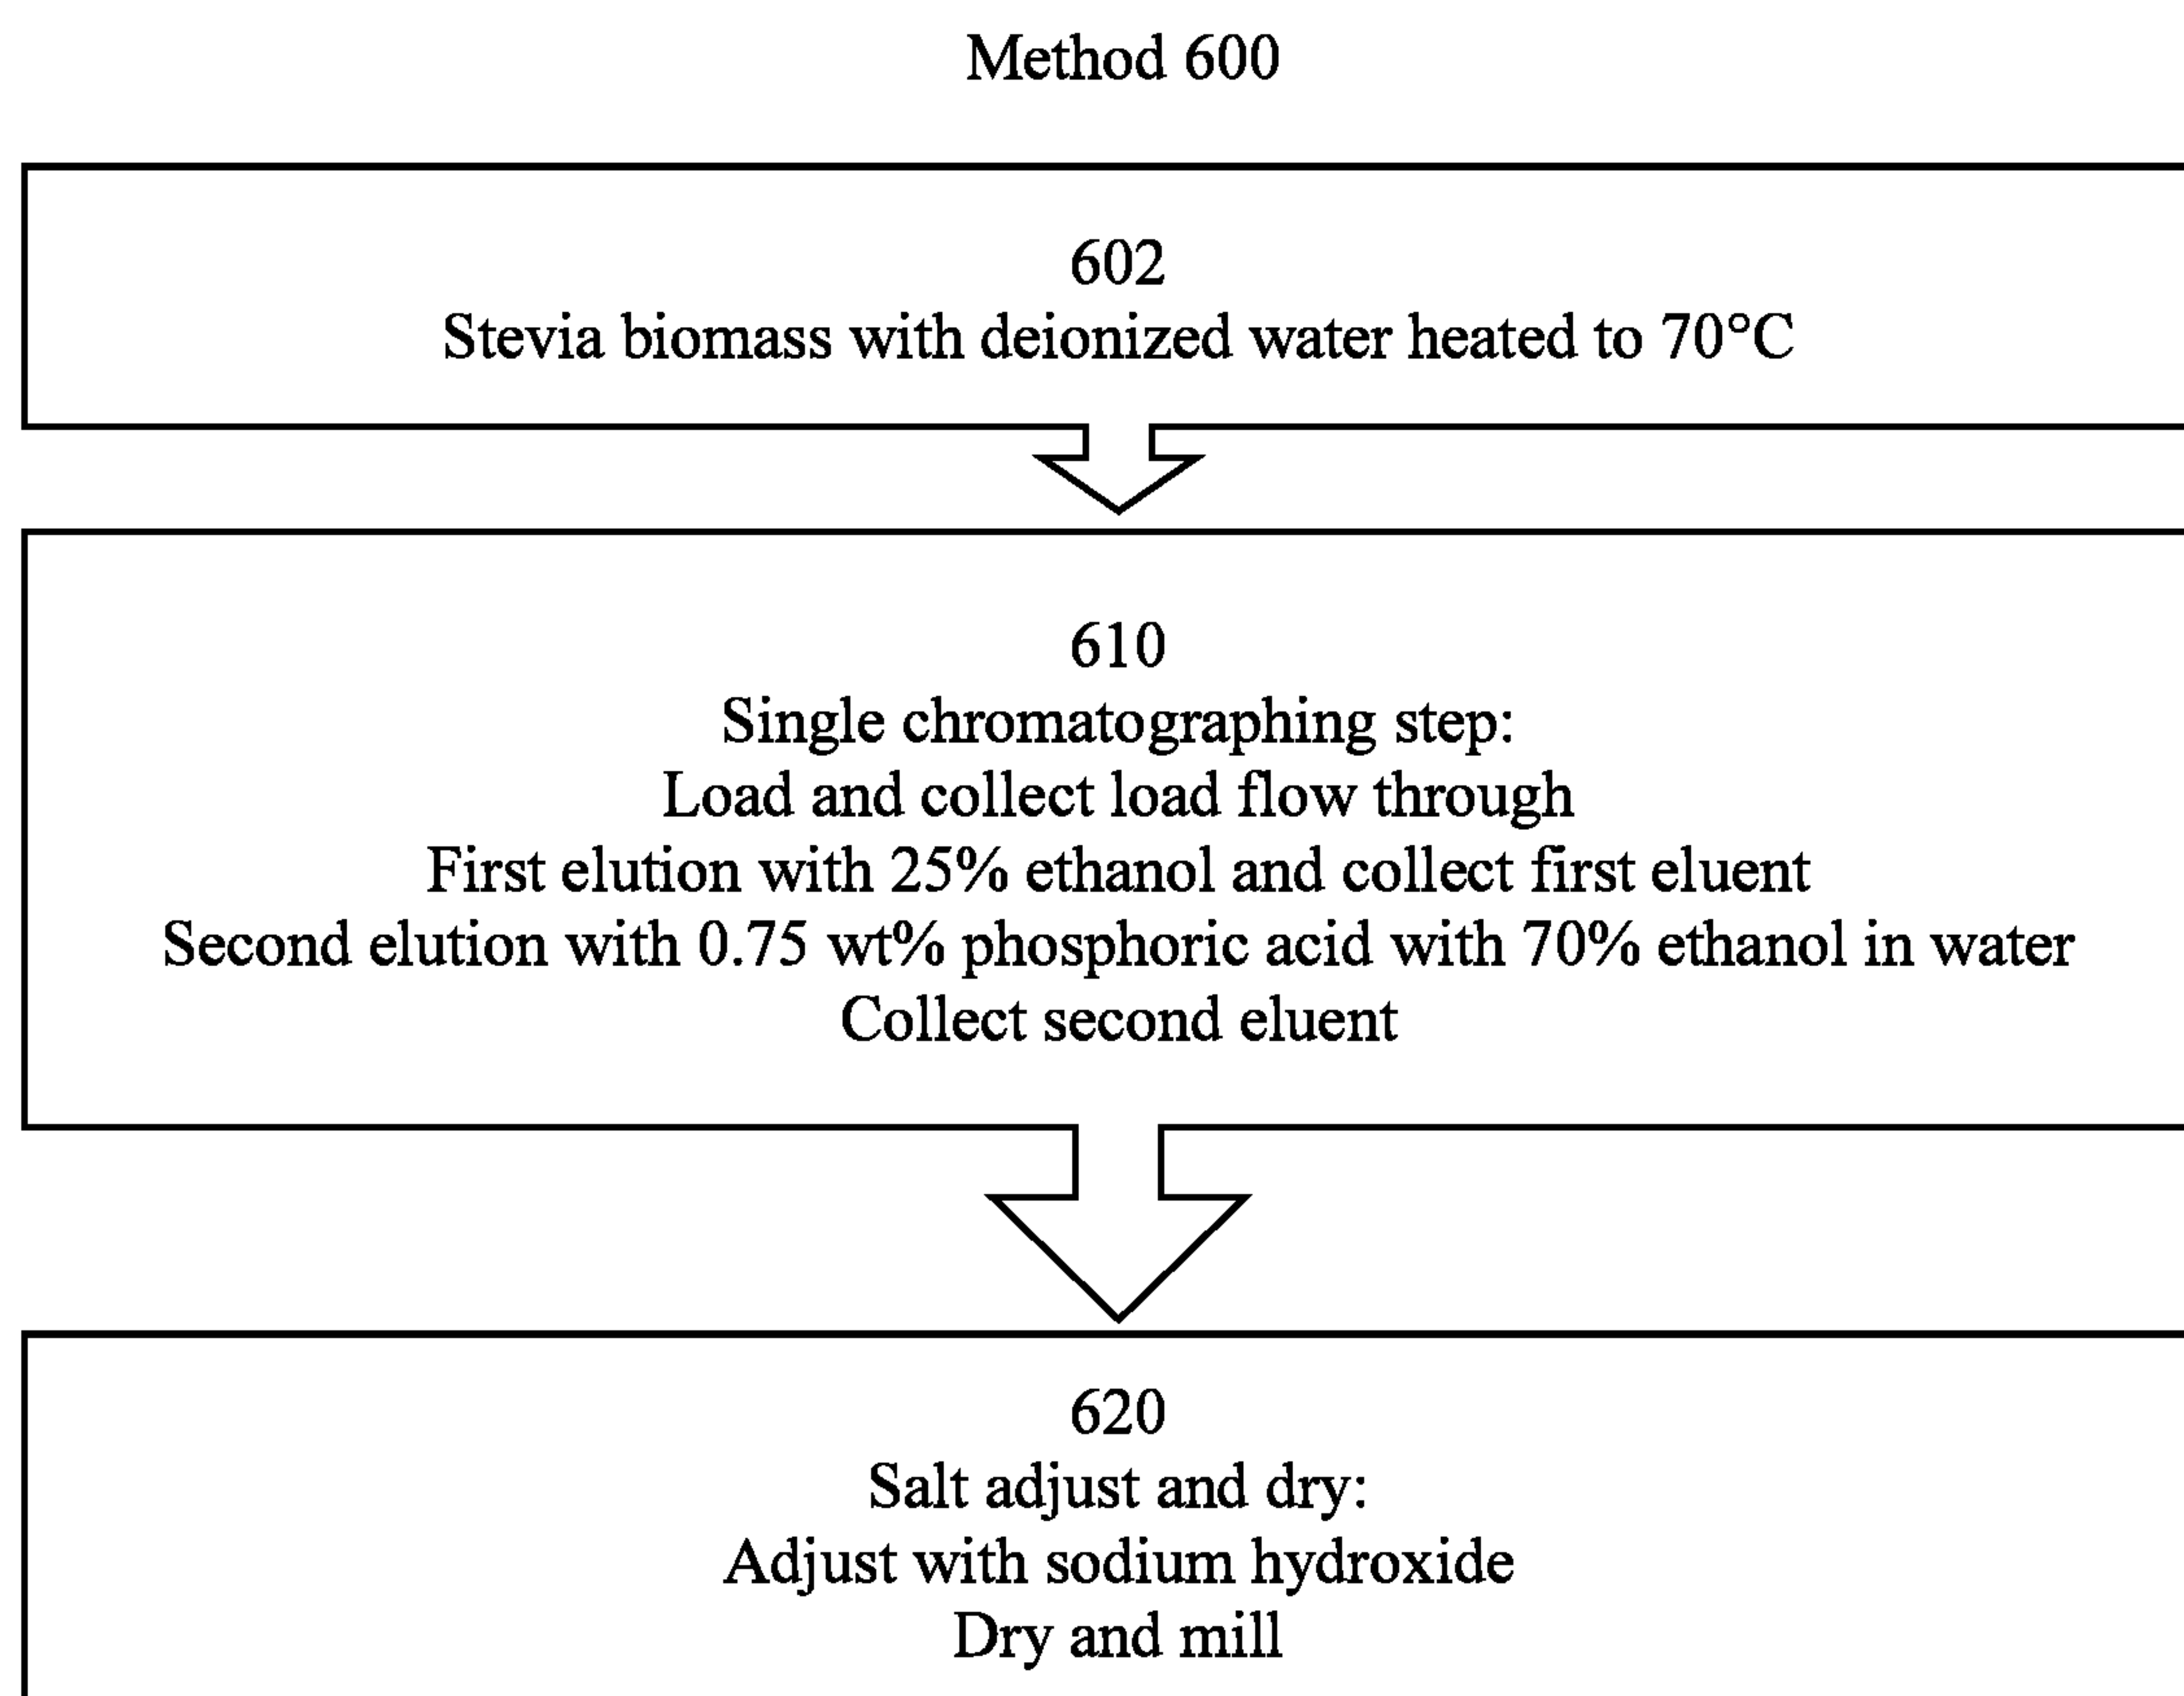 Method 600
602
Stevia biomass with deionized water heated to 70°C
610
Single chromatographing step:
Load and collect load flow through
First elution with 25% ethanol and collect first eluent
Second elution with 0.75 wt% phosphoric acid with 70% ethanol in water
Collect second eluent
620
Salt adjust and dry:
Adjust with sodium hydroxide
Dry and mill